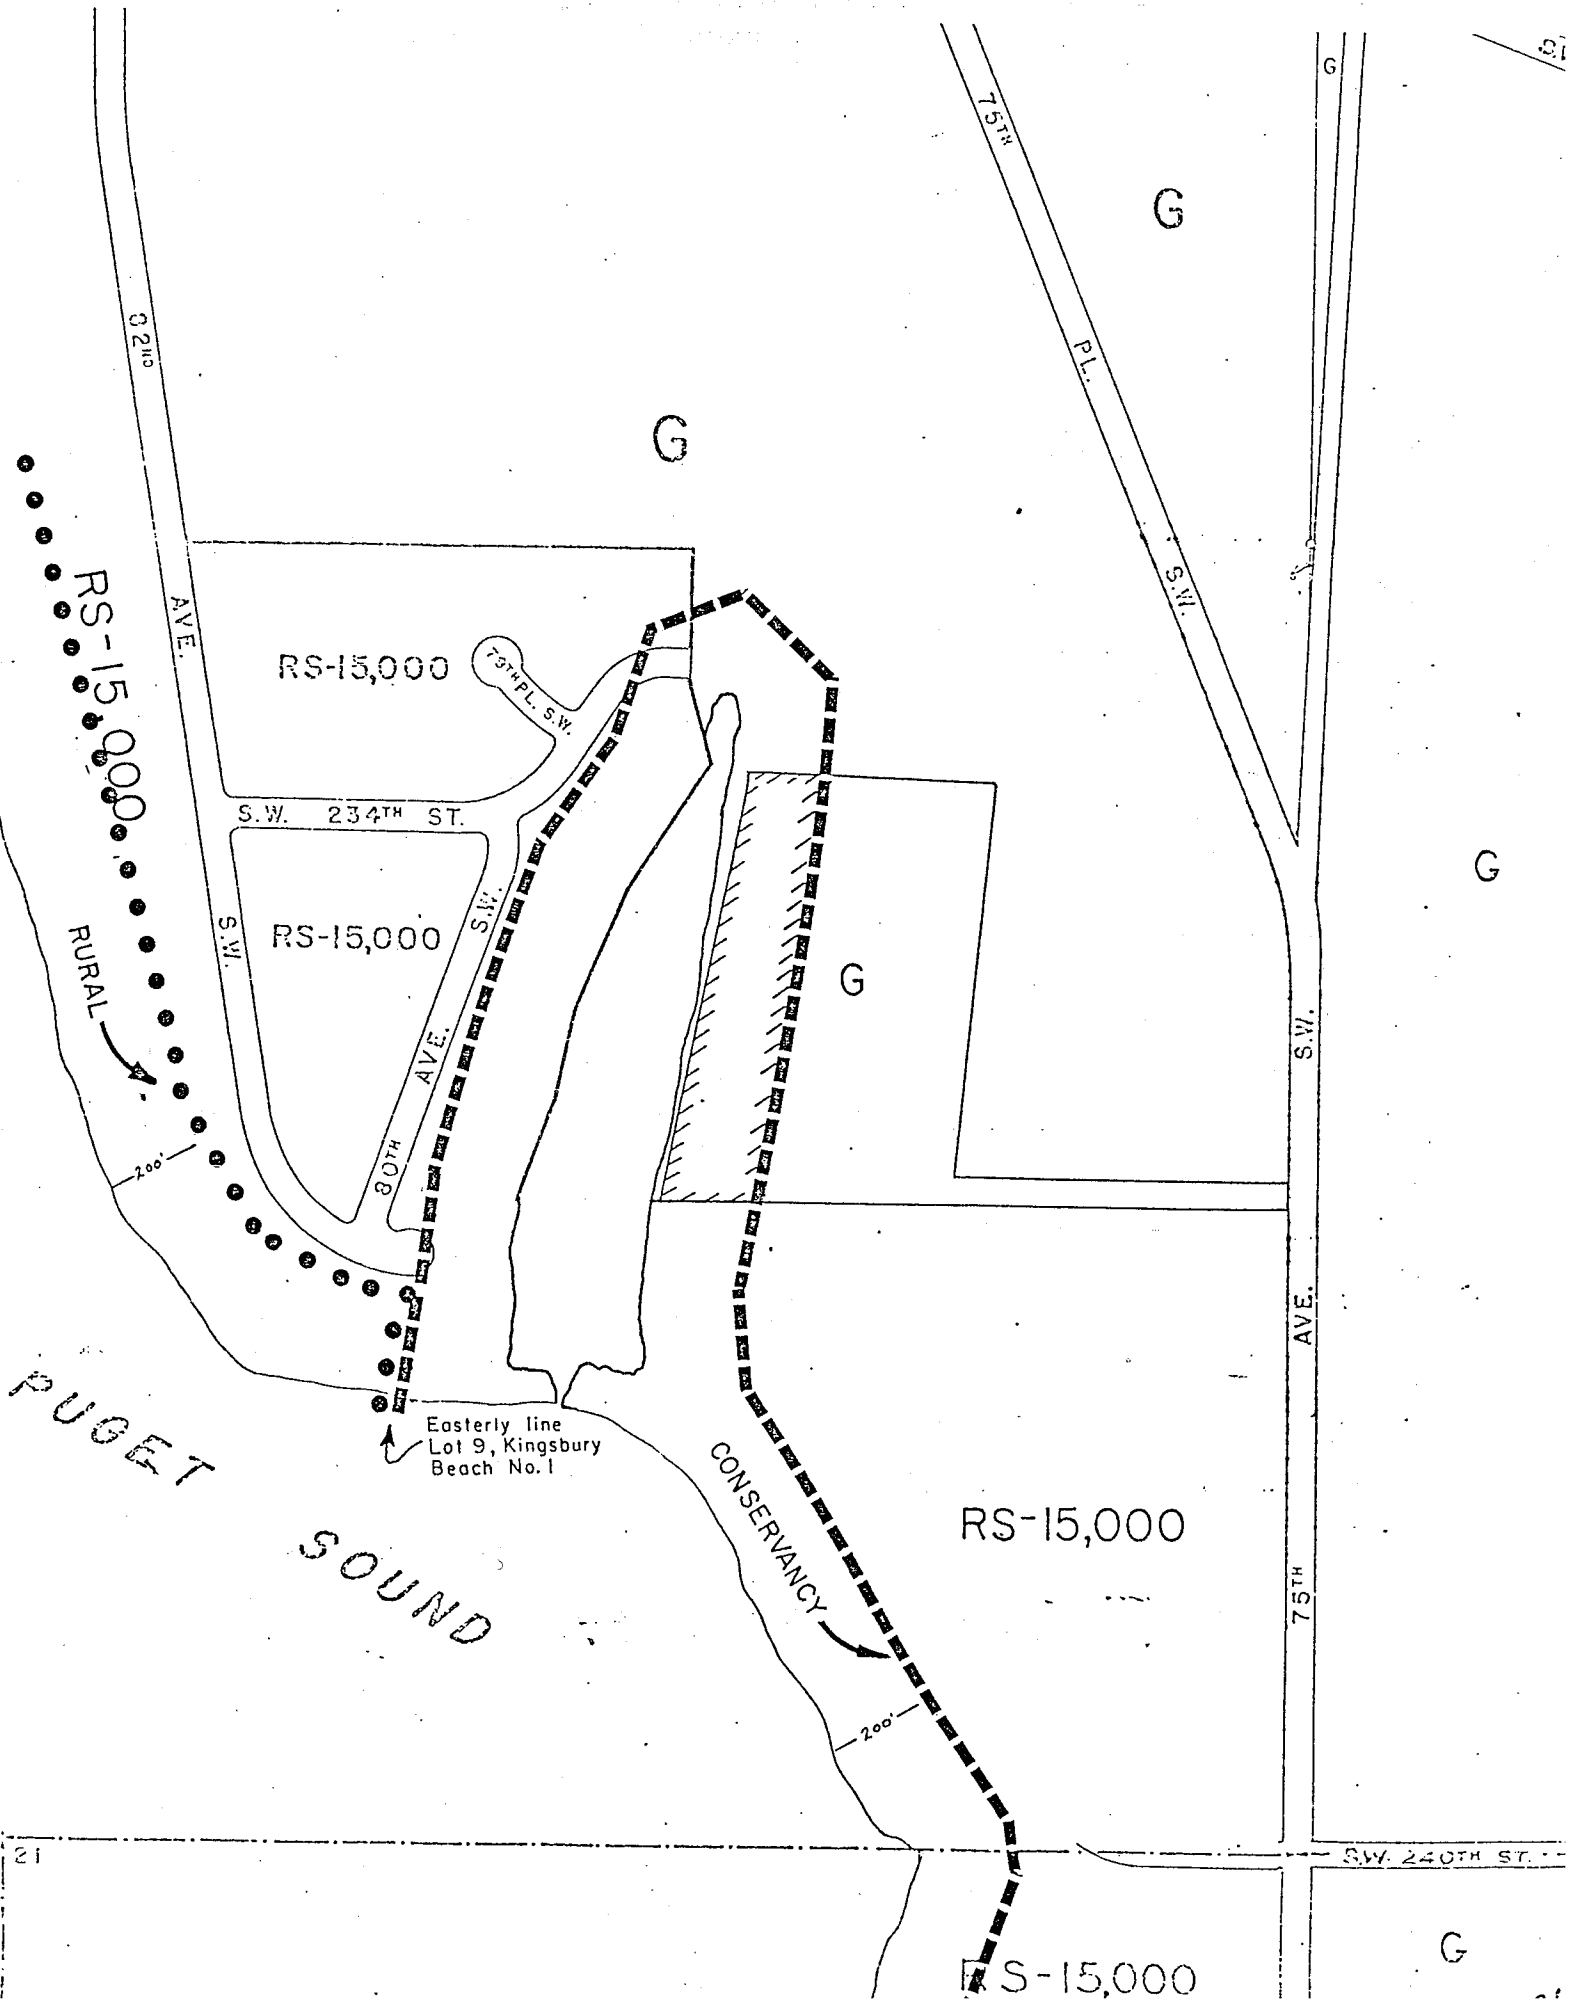 G
75TH
G
82ND
PL.
G
S.W.
RS-15,000
AVE.
RS-15,000
79TH PL. S.W.
S.W. 234TH ST.
G
S.W.
RURAL
S.W.
RS-15,000
G
S.W.
AVE.
200'
80TH
AVE.
PUGET
SOUND
Easterly line
Lot 9, Kingsbury
Beach No. 1
CONSERVANCY
RS-15,000
75TH
200'
21
S.W. 240TH ST.
G
RS-15,000